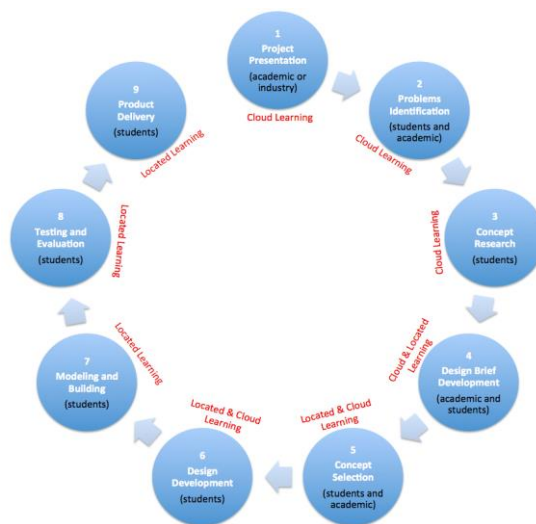 1
Project
Presentation
(academic or
industry)
Cloud Learning
2
Problems
Identification
(students and
academic)
Cloud Learning
3
Concept
Research
(students)
Cloud Learning
4
Design Brief
Development
(academic and
students)
Cloud & Located
Learning
5
Concept
Selection
(students and
academic)
Located & Cloud
Learning
6
Design
Development
(students)
Located & Cloud
Learning
7
Modeling and
Building
(students)
Located Learning
8
Testing and
Evaluation
(students)
Located Learning
9
Product
Delivery
(students)
Located Learning